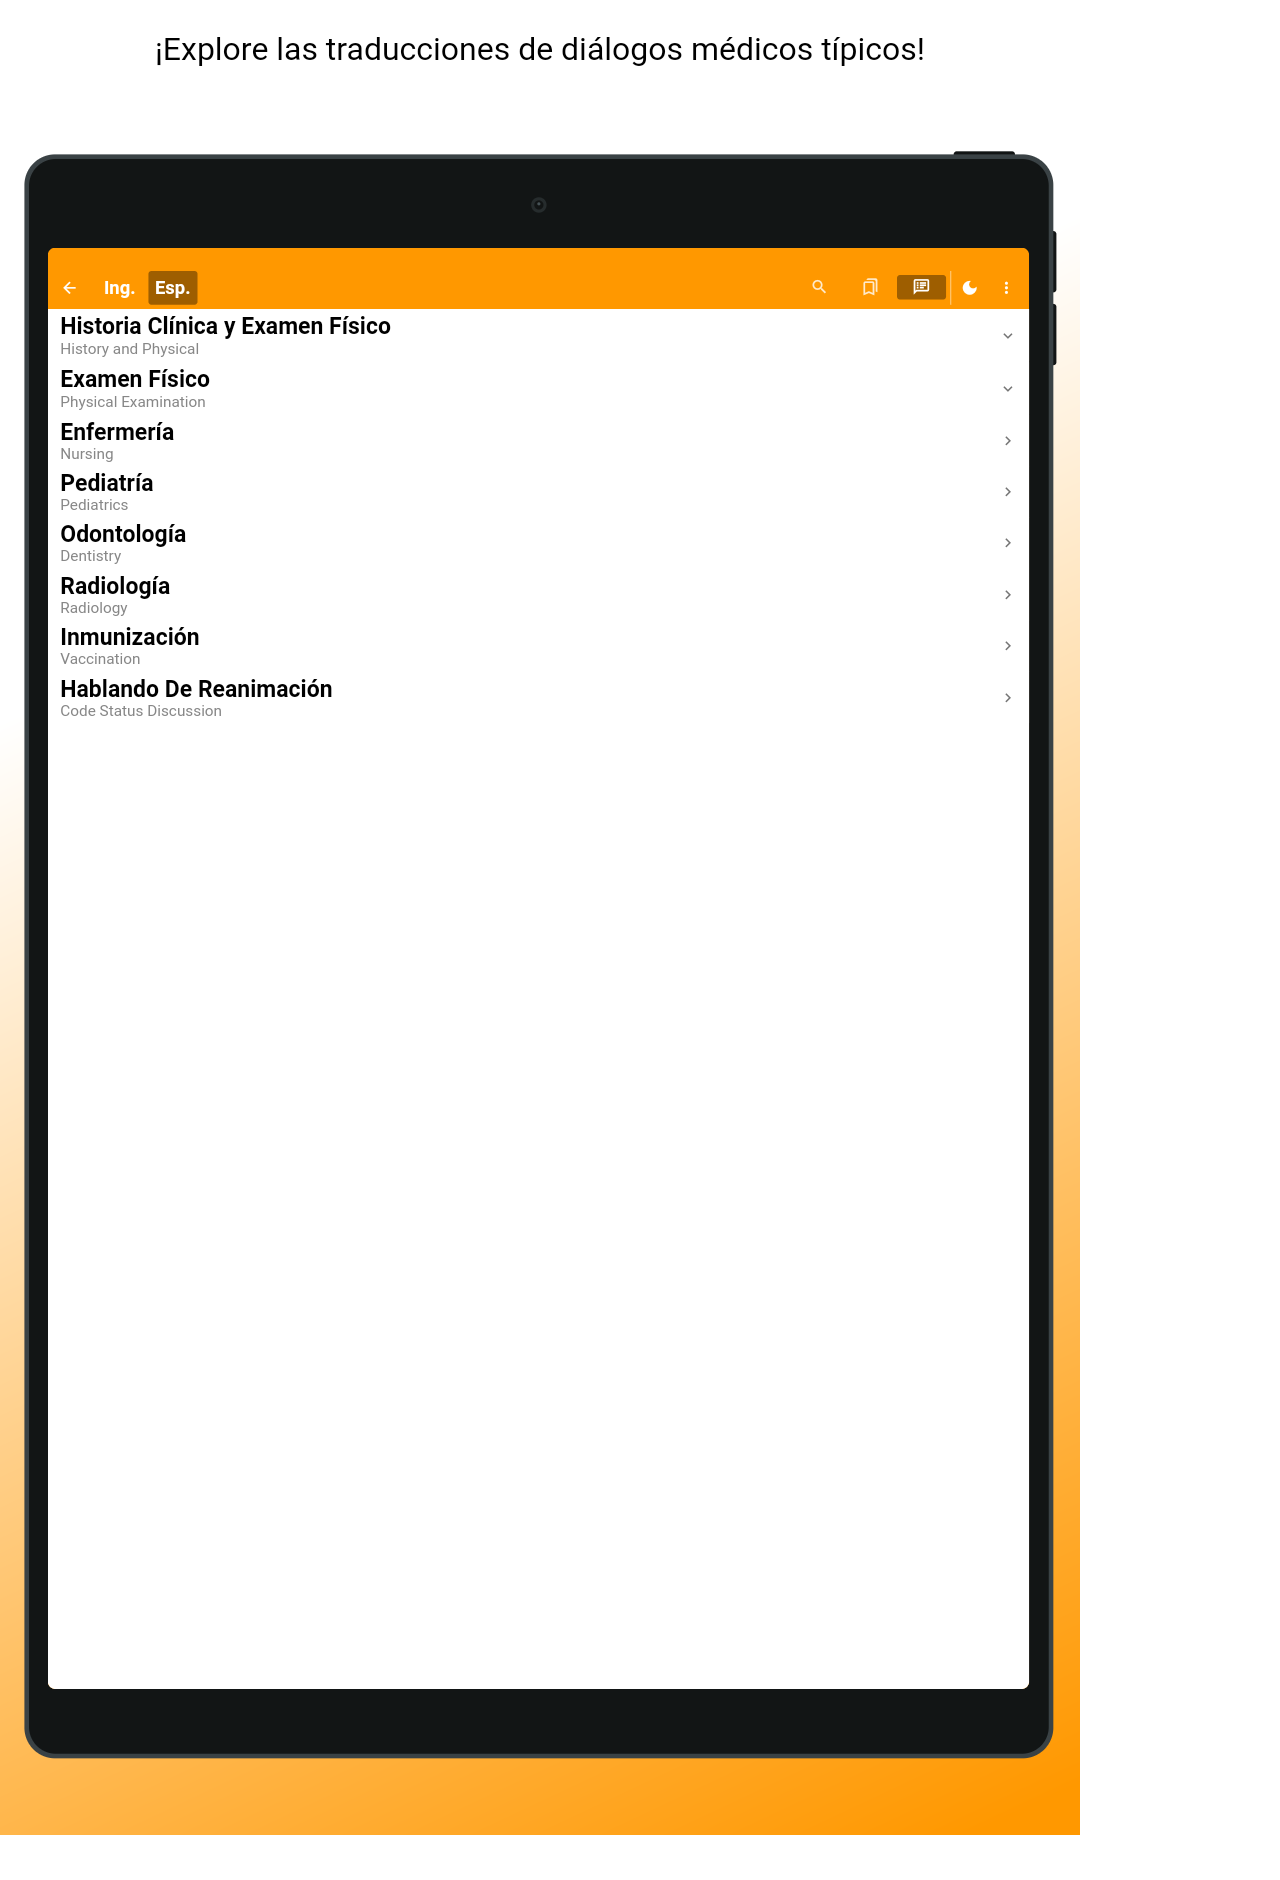 ¡Explore las traducciones de diálogos médicos típicos!
Ing. Esp.
Historia Clínica y Examen Físico
History and Physical
Examen Físico
Physical Examination
Enfermería
Nursing
Pediatría
Pediatrics
Odontología
Dentistry
Radiología
Radiology
Inmunización
Vaccination
Hablando De Reanimación
Code Status Discussion